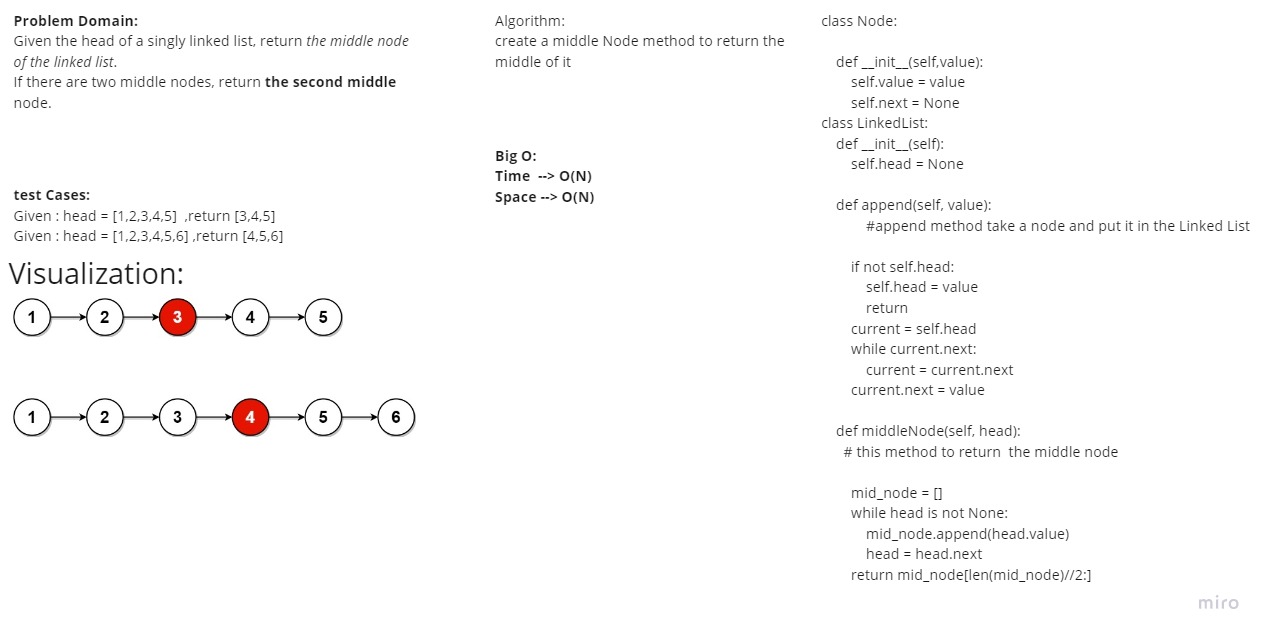 Problem Domain:
Given the head of a singly linked list, return the middle node
of the linked list.
If there are two middle nodes, return the second middle
node.
test Cases:
Given : head = [1,2,3,4,5]  ,return [3,4,5]
Given : head = [1,2,3,4,5,6] ,return [4,5,6]
Visualization:
1 2 3 4 5
1 2 3 4 5 6
Algorithm:
create a middle Node method to return the
middle of it
Big O:
Time  --> O(N)
Space --> O(N)
class Node:
def __init__(self,value):
self.value = value
self.next = None
class LinkedList:
def __init__(self):
self.head = None
def append(self, value):
#append method take a node and put it in the Linked List
if not self.head:
self.head = value
return
current = self.head
while current.next:
current = current.next
current.next = value
def middleNode(self, head):
# this method to return  the middle node
mid_node = []
while head is not None:
mid_node.append(head.value)
head = head.next
return mid_node[len(mid_node)//2:]
miro